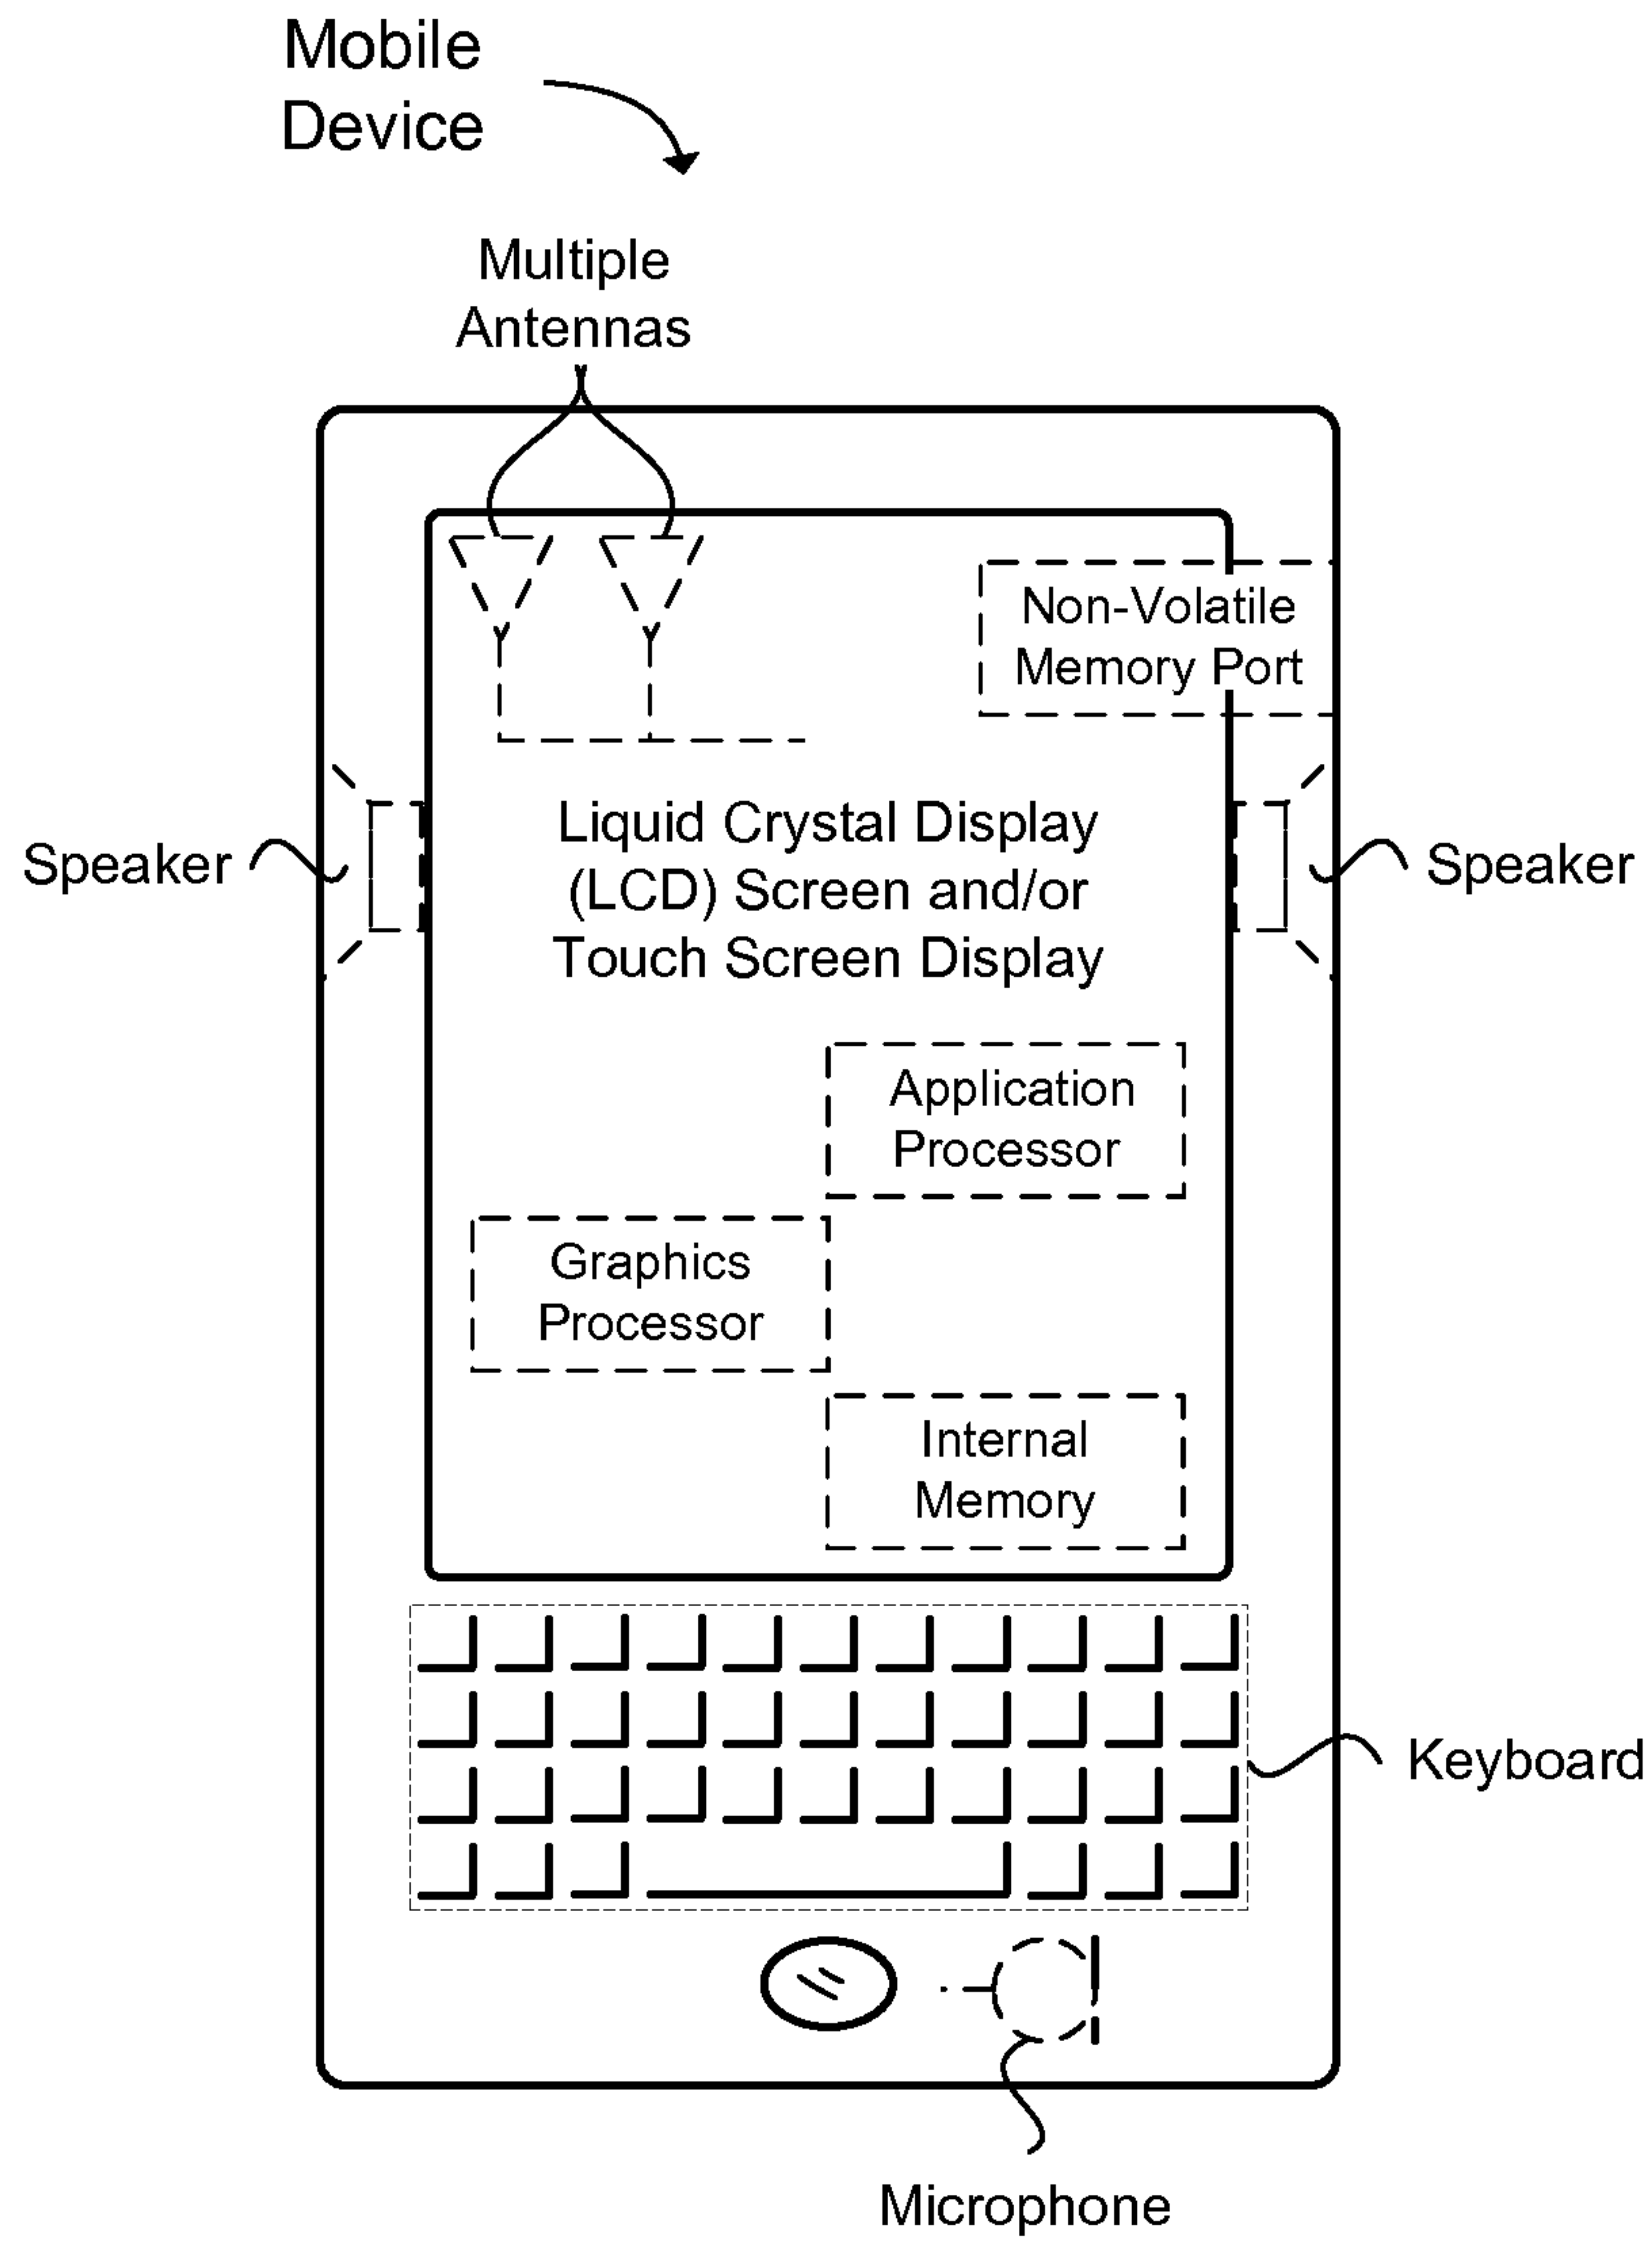 Mobile
Device
Multiple
Antennas
Non-Volatile
Memory Port
Speaker
Liquid Crystal Display
(LCD) Screen and/or
Touch Screen Display
Speaker
Application
Processor
Graphics
Processor
Internal
Memory
Keyboard
Microphone